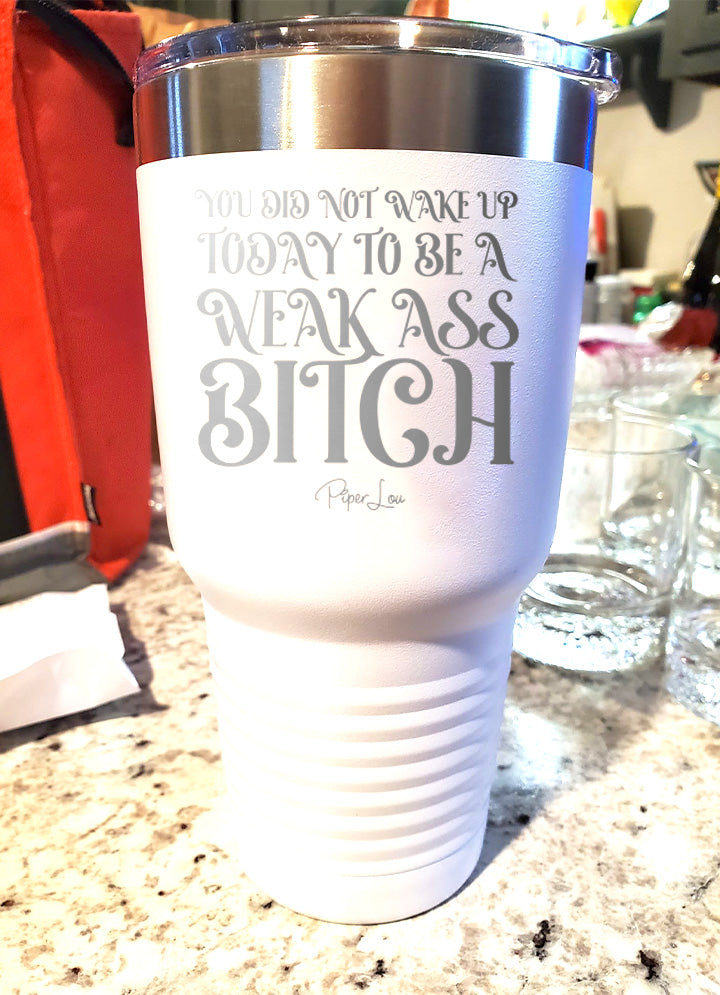 YOU DID NOT WAKE UP
TODAY TO BE A
WEAK ASS
BITCH
Piper Lou